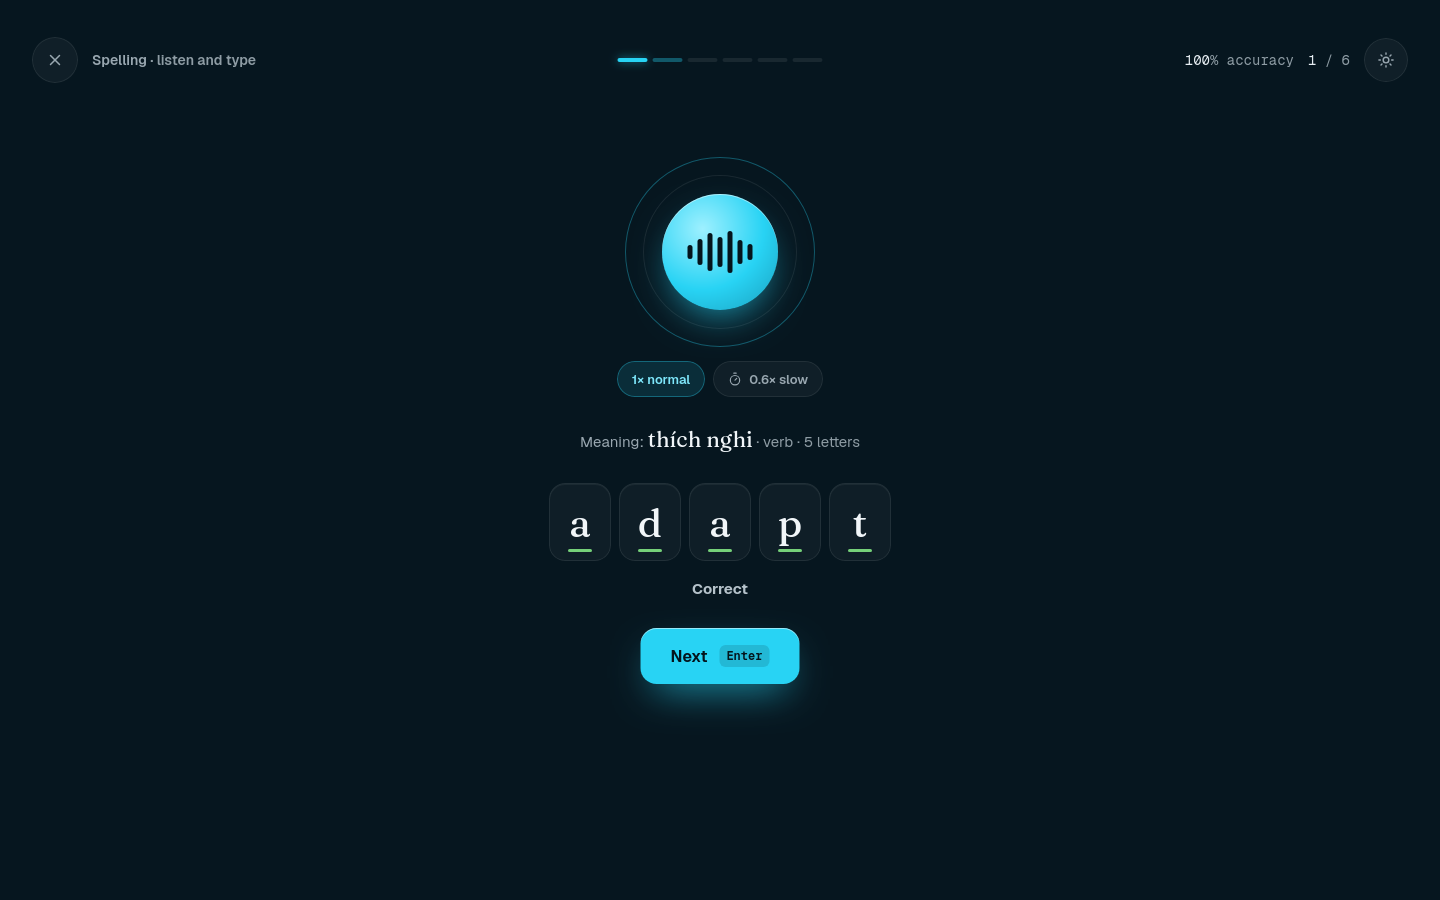 Spelling · listen and type
100% accuracy 1 / 6
1× normal
0.6× slow
Meaning: thích nghi · verb · 5 letters
a d a p t
Correct
Next Enter